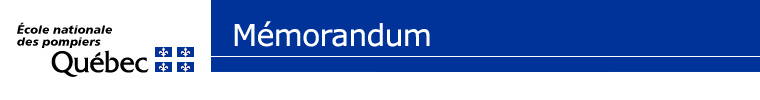 École nationale
des pompiers
Québec
Mémorandum